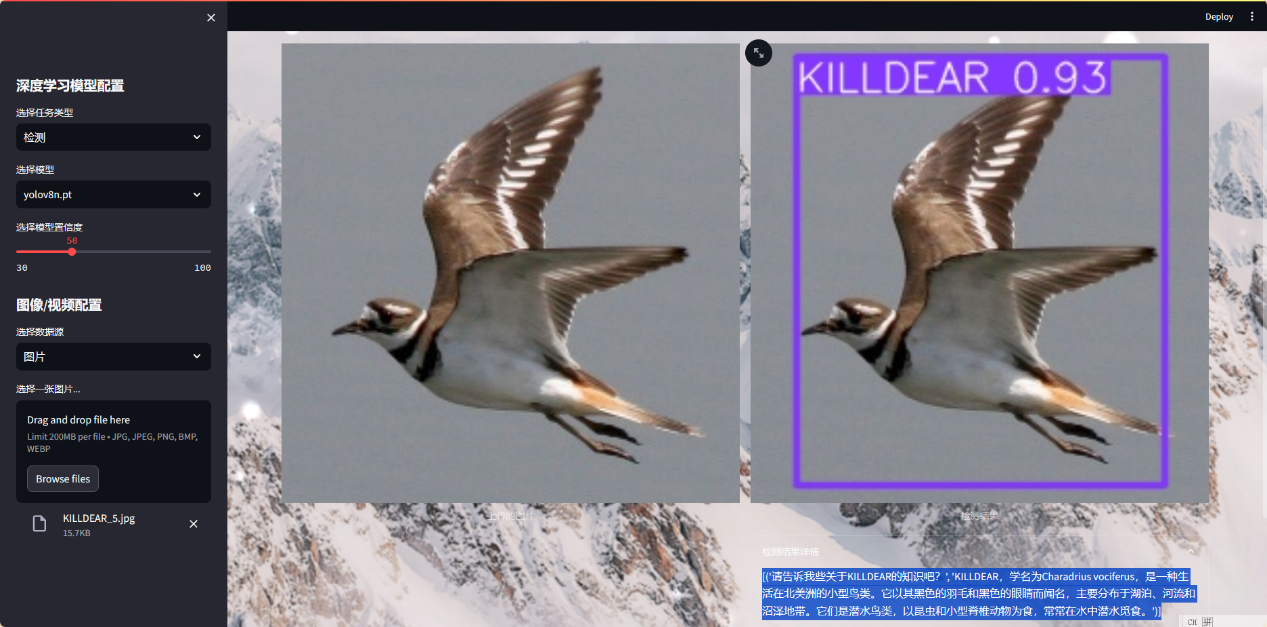 Deploy
深度学习模型配置
选择任务类型
检测
选择模型
yolov8n.pt
选择模型置信度
50
30 100
图像/视频配置
选择数据源
图片
选择一张图片...
Drag and drop file here
Limit 200MB per file • JPG, JPEG, PNG, BMP,
WEBP
Browse files
KILLDEAR_5.jpg
15.7KB
KILLDEAR 0.93
检测结果
检测结果详情
[('请告诉我些关于KILLDEAR的知识吧？', 'KILLDEAR，学名为Charadrius vociferus，是一种生
活在北美洲的小型鸟类。它以其黑色的羽毛和黑色的眼睛而闻名，主要分布于湖泊、河流和
沼泽地带。它们是潜水鸟类，以昆虫和小型脊椎动物为食，常常在水中潜水觅食。')]
CH 拼